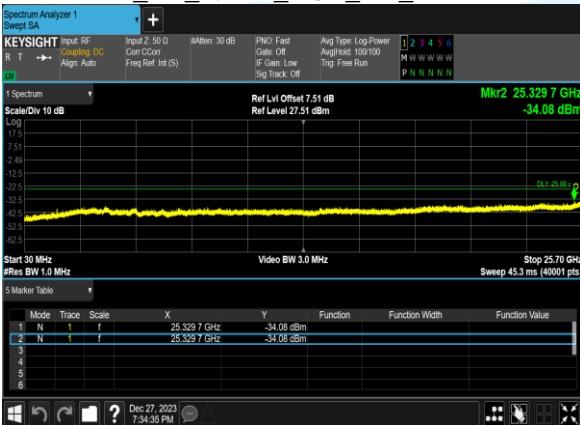 Spectrum Analyzer 1
Swept SA
+
KEYSIGHT Input: RF Input Z: 50 Ω #Atten: 30 dB PNO: Fast Avg Type: Log-Power 1 2 3 4 5 6
R T Coupling: DC Corr CCorr Gate: Off Avg|Hold: 100/100 M W W W W W
Align: Auto Freq Ref: Int (S) IF Gain: Low Trig: Free Run
Sig Track: Off P N N N N N
LV
1 Spectrum Ref Lvl Offset 7.51 dB Mkr2 25.329 7 GHz
Scale/Div 10 dB Ref Level 27.51 dBm -34.08 dBm
Log
17.5
7.51
-2.49
-12.5
-22.5 DL1 -25.00
-32.5
-42.5
-52.5
-62.5
Start 30 MHz Video BW 3.0 MHz Stop 25.70 GHz
#Res BW 1.0 MHz Sweep 45.3 ms (40001 pts
5 Marker Table
Mode Trace Scale X Y Function Function Width Function Value
1 N 1 f 25.329 7 GHz -34.08 dBm
2 N 1 f 25.329 7 GHz -34.08 dBm
3
4
5
6
? Dec 27, 2023
7:34:35 PM